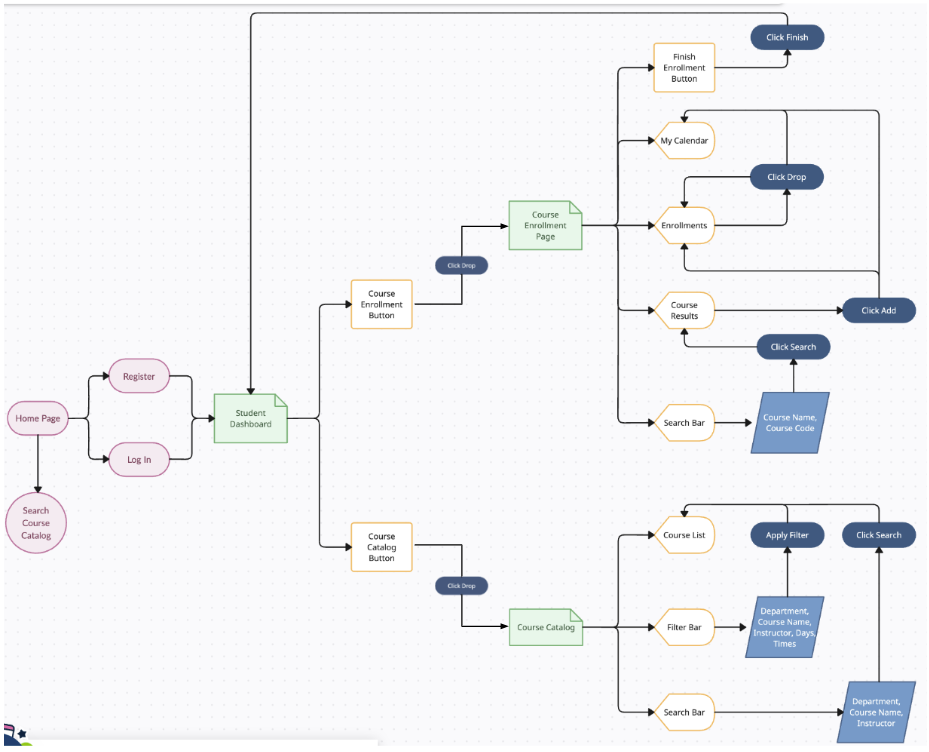 Click Finish
Finish
Enrollment
Button
My Calendar
Click Drop
Course
Enrollment
Page
Enrollments
Click Drop
Course
Enrollment
Button
Course
Results
Click Add
Click Search
Register
Home Page
Student
Dashboard
Search Bar
Course Name,
Course Code
Log In
Search
Course
Catalog
Course
Catalog
Button
Course List
Apply Filter
Click Search
Click Drop
Course Catalog
Filter Bar
Department,
Course Name,
Instructor, Days,
Times
Search Bar
Department,
Course Name,
Instructor